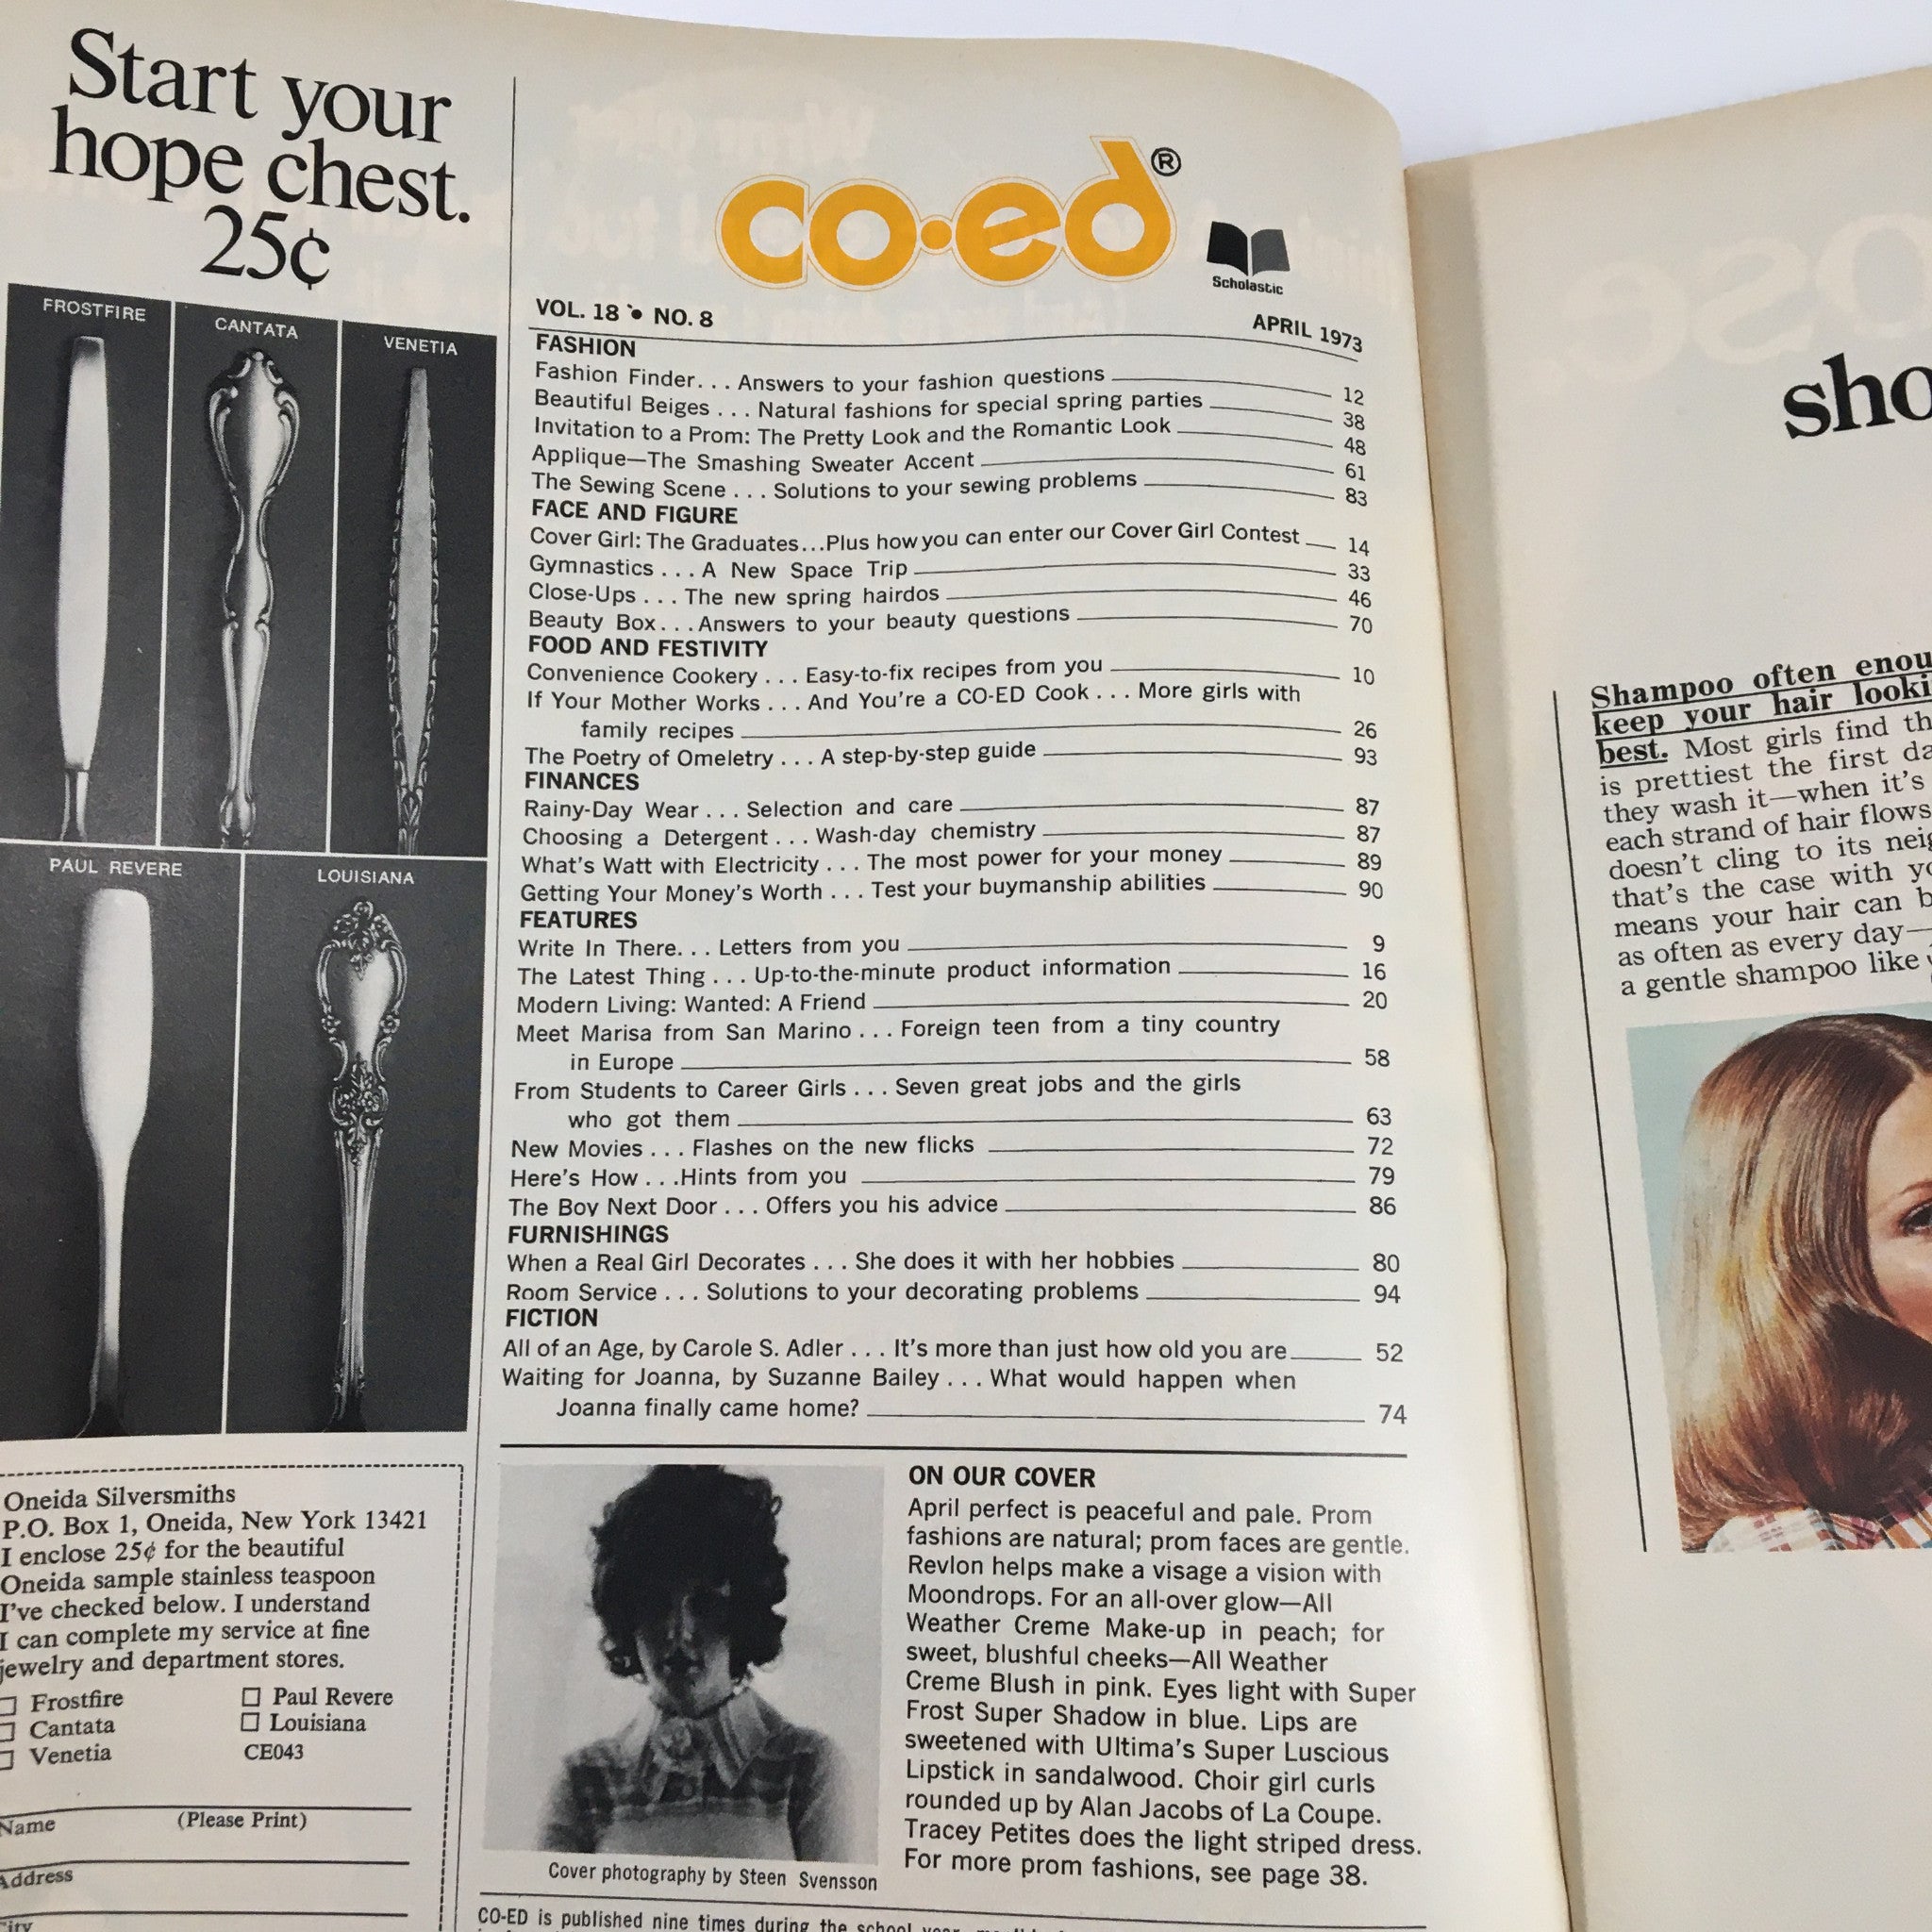 Start your
hope chest.
25¢
FROSTFIRE
CANTATA
VENETIA
PAUL REVERE
LOUISIANA
Oneida Silversmiths
P.O. Box 1, Oneida, New York 13421
I enclose 25¢ for the beautiful
Oneida sample stainless teaspoon
I've checked below. I understand
I can complete my service at fine
jewelry and department stores.
Frostfire
Paul Revere
Cantata
Louisiana
Venetia
CE043
Name (Please Print)
Address
City
co·ed®
Scholastic
VOL. 18 • NO. 8 APRIL 1973
FASHION
Fashion Finder... Answers to your fashion questions 12
Beautiful Beiges ... Natural fashions for special spring parties 38
Invitation to a Prom: The Pretty Look and the Romantic Look 48
Applique—The Smashing Sweater Accent 61
The Sewing Scene ... Solutions to your sewing problems 83
FACE AND FIGURE
Cover Girl: The Graduates...Plus how you can enter our Cover Girl Contest 14
Gymnastics ... A New Space Trip 33
Close-Ups ... The new spring hairdos 46
Beauty Box... Answers to your beauty questions 70
FOOD AND FESTIVITY
Convenience Cookery ... Easy-to-fix recipes from you 10
If Your Mother Works ... And You're a CO-ED Cook ... More girls with
family recipes 26
The Poetry of Omeletry ... A step-by-step guide 93
FINANCES
Rainy-Day Wear ... Selection and care 87
Choosing a Detergent ... Wash-day chemistry 87
What's Watt with Electricity ... The most power for your money 89
Getting Your Money's Worth ... Test your buymanship abilities 90
FEATURES
Write In There... Letters from you 9
The Latest Thing ... Up-to-the-minute product information 16
Modern Living: Wanted: A Friend 20
Meet Marisa from San Marino ... Foreign teen from a tiny country
in Europe 58
From Students to Career Girls ... Seven great jobs and the girls
who got them 63
New Movies ... Flashes on the new flicks 72
Here's How ...Hints from you 79
The Boy Next Door ... Offers you his advice 86
FURNISHINGS
When a Real Girl Decorates ... She does it with her hobbies 80
Room Service ... Solutions to your decorating problems 94
FICTION
All of an Age, by Carole S. Adler ... It's more than just how old you are 52
Waiting for Joanna, by Suzanne Bailey ... What would happen when
Joanna finally came home? 74
ON OUR COVER
April perfect is peaceful and pale. Prom
fashions are natural; prom faces are gentle.
Revlon helps make a visage a vision with
Moondrops. For an all-over glow—All
Weather Creme Make-up in peach; for
sweet, blushful cheeks—All Weather
Creme Blush in pink. Eyes light with Super
Frost Super Shadow in blue. Lips are
sweetened with Ultima's Super Luscious
Lipstick in sandalwood. Choir girl curls
rounded up by Alan Jacobs of La Coupe.
Tracey Petites does the light striped dress.
For more prom fashions, see page 38.
Cover photography by Steen Svensson
CO-ED is published nine times during the school year,
sho
Shampoo often enou
keep your hair looki
best. Most girls find th
is prettiest the first da
they wash it—when it's
each strand of hair flows
doesn't cling to its neig
that's the case with yo
means your hair can b
as often as every day—
a gentle shampoo like